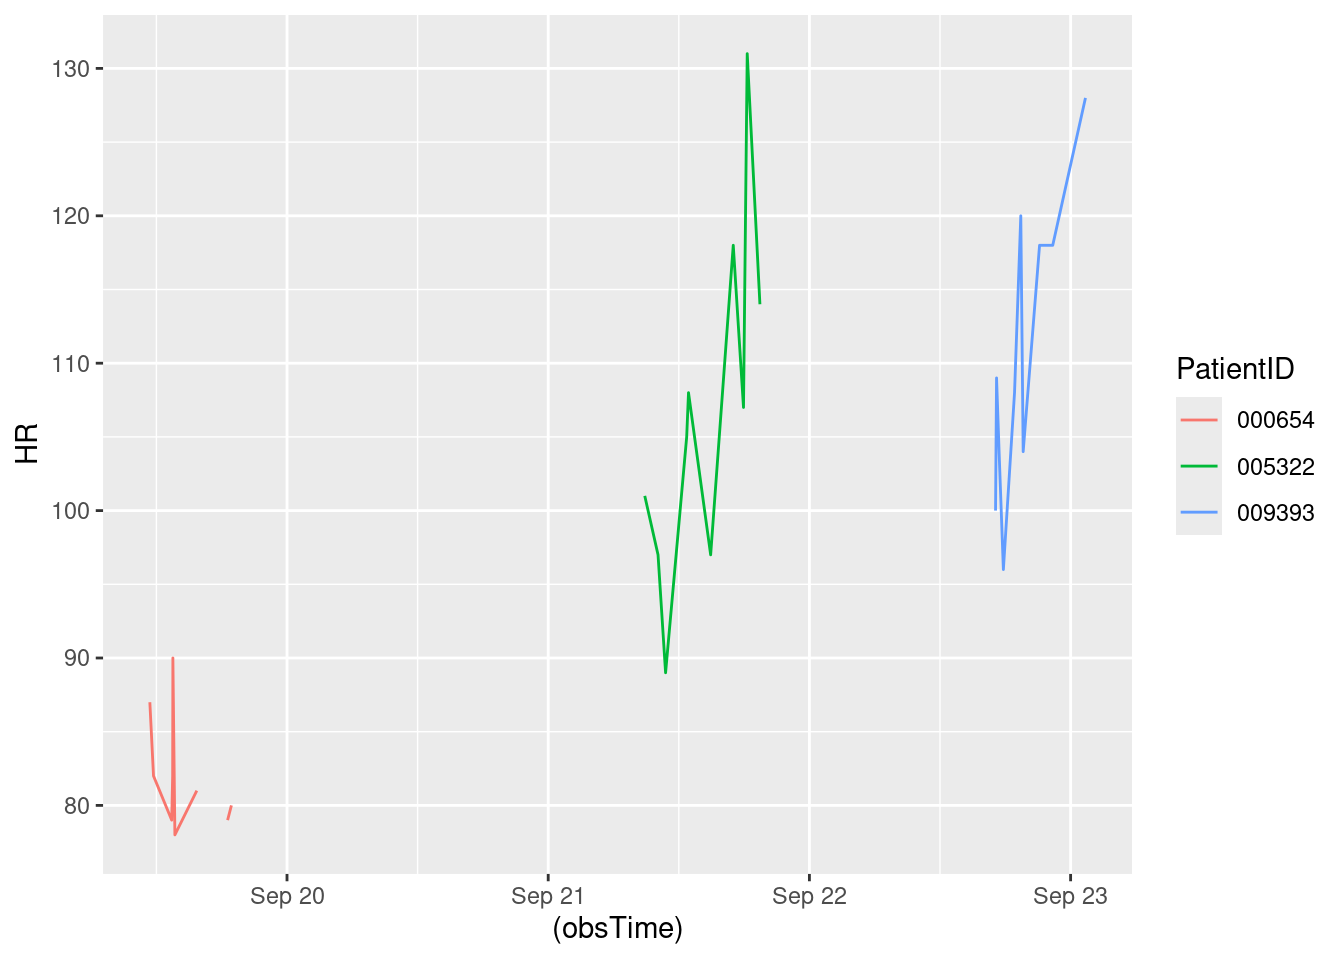 130
120
110
100
90
80
HR
Sep 20
Sep 21
Sep 22
Sep 23
(obsTime)
PatientID
000654
005322
009393